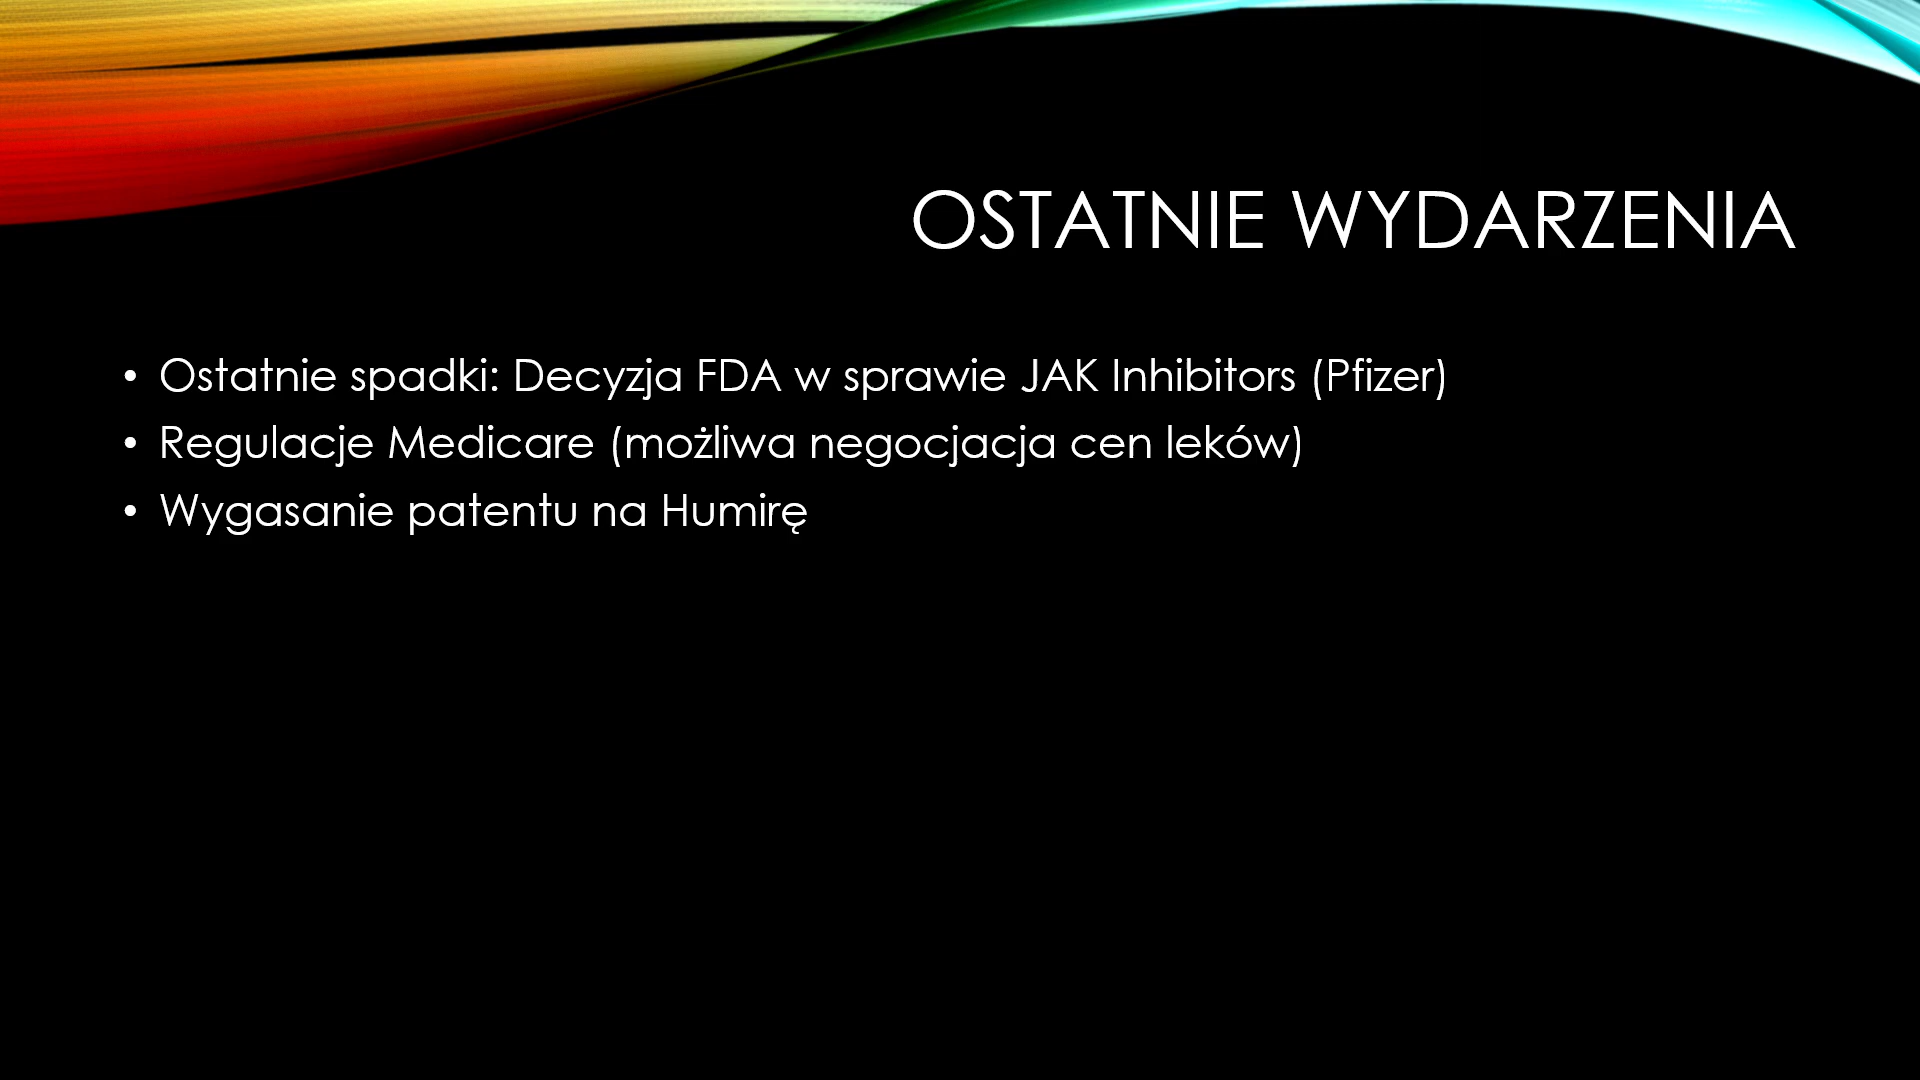 OSTATNIE WYDARZENIA
• Ostatnie spadki: Decyzja FDA w sprawie JAK Inhibitors (Pfizer)
• Regulacje Medicare (możliwa negocjacja cen leków)
• Wygasanie patentu na Humirę